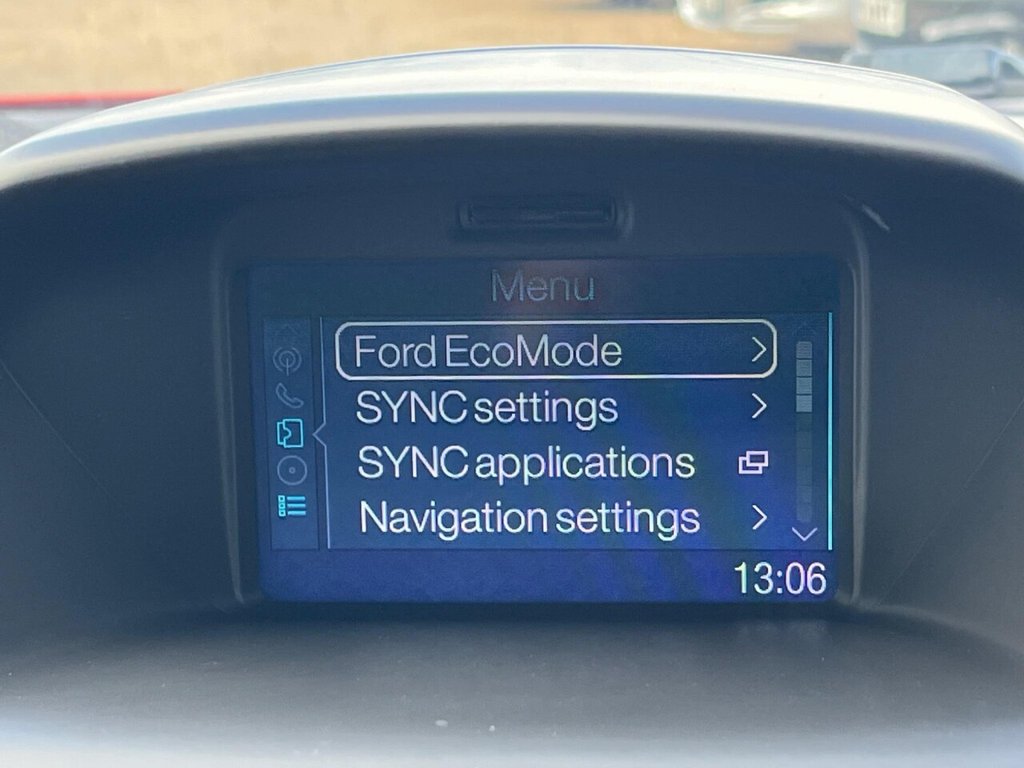 Menu
Ford EcoMode
SYNC settings
SYNC applications
Navigation settings
13:06